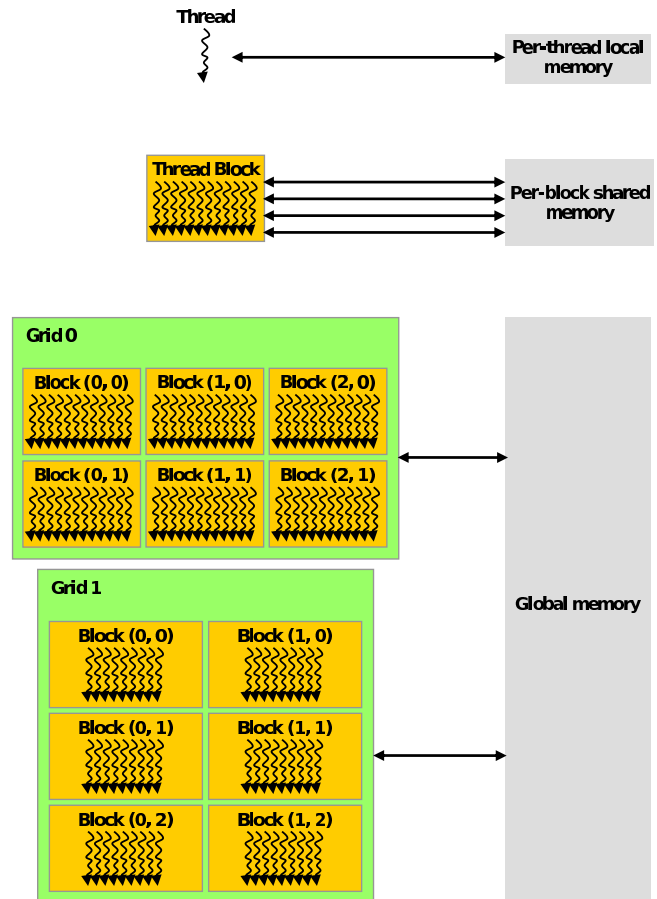 Thread
Per-thread local
memory
Thread Block
Per-block shared
memory
Grid 0
Block (0, 0)
Block (1, 0)
Block (2, 0)
Block (0, 1)
Block (1, 1)
Block (2, 1)
Global memory
Grid 1
Block (0, 0)
Block (1, 0)
Block (0, 1)
Block (1, 1)
Block (0, 2)
Block (1, 2)